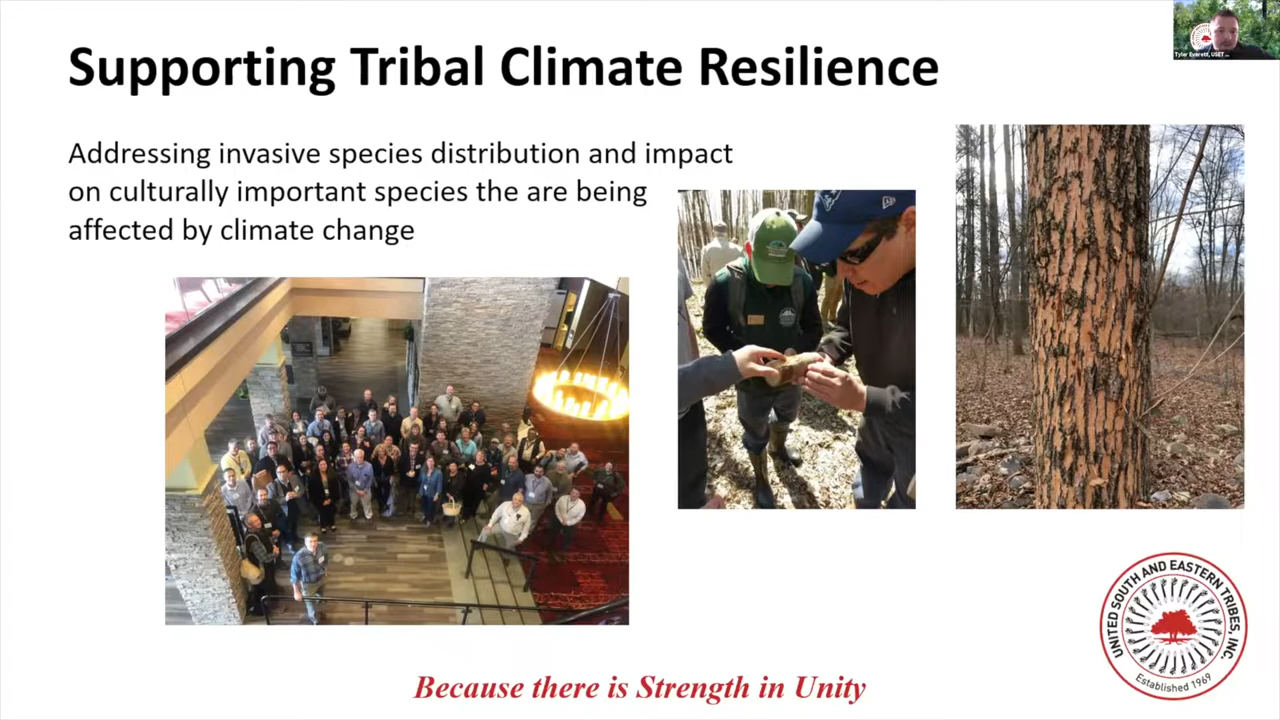 Supporting Tribal Climate Resilience
Tyler Everett, USET ...
Addressing invasive species distribution and impact
on culturally important species the are being
affected by climate change
UNITED SOUTH AND EASTERN TRIBES, INC.
Established 1969
Because there is Strength in Unity